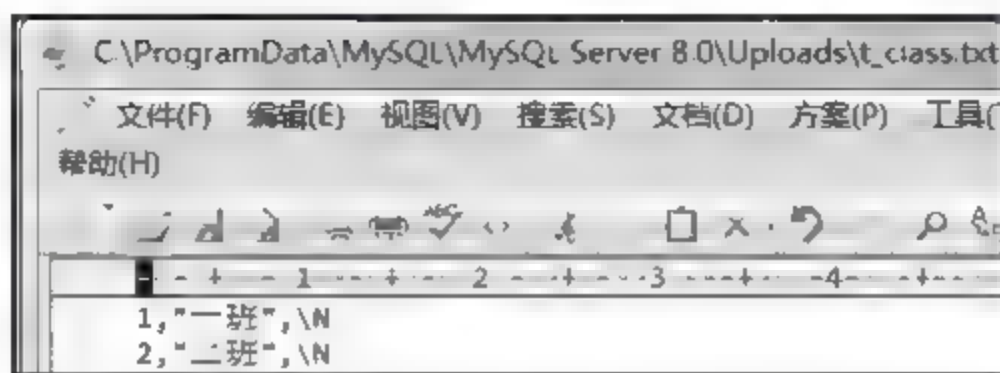 C:\ProgramData\MySQL\MySQL Server 8.0\Uploads\t_class.txt
文件(F) 编辑(E) 视图(V) 搜索(S) 文档(D) 方案(P) 工具(
帮助(H)
1 2 3 4
1,"一班",\N
2,"二班",\N